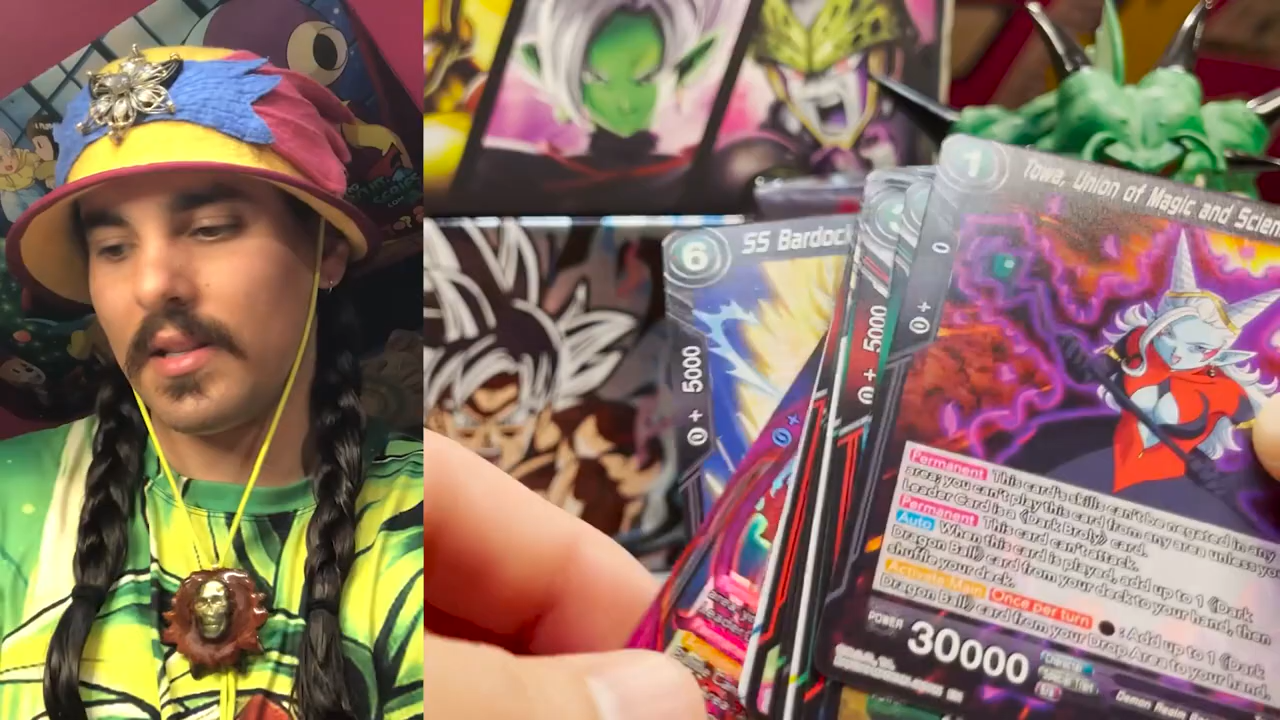 6
SS Bardock
0+ 5000
0+ 5000
1
Towa, Union of Magic and Scien
0
0+
Permanent This card's skills can't be negated in any
area; you can't play this card from any area unless you
Leader Card is a 《Dark Broly》 card.
Permanent This card can't attack.
Auto When this card is played, add up to 1 《Dark
Dragon Ball》 card from your deck to your hand, then
shuffle your deck.
Activate Main Once per turn ● : Add up to 1 《Dark
Dragon Ball》 card from your Drop Area to your hand.
POWER 30000
Demon Realm